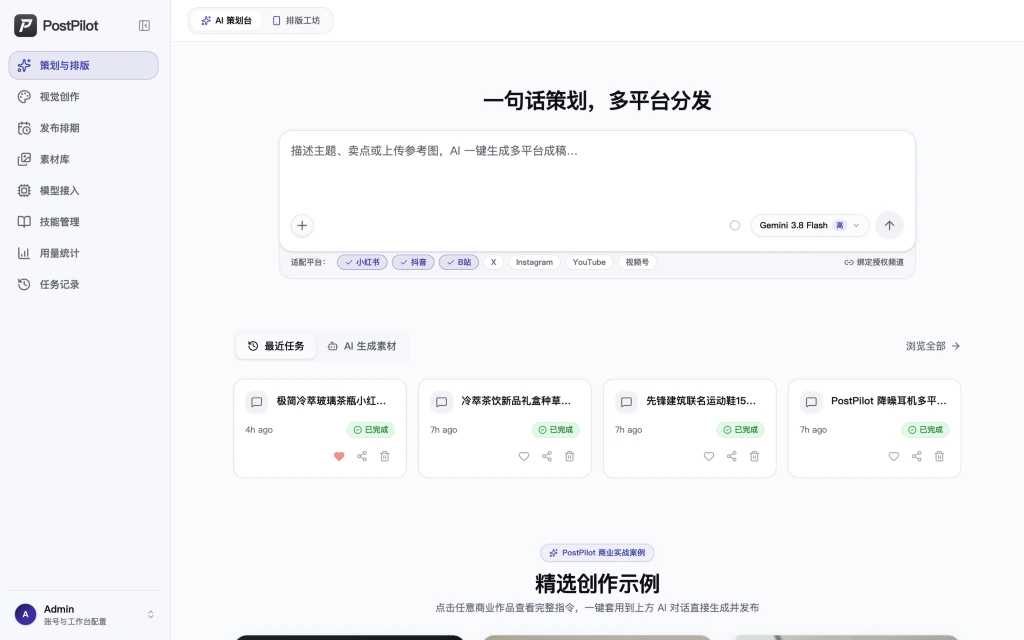 PostPilot
AI 策划台
排版工坊
策划与排版
视觉创作
发布排期
素材库
模型接入
技能管理
用量统计
任务记录
一句话策划，多平台分发
描述主题、卖点或上传参考图，AI 一键生成多平台成稿...
Gemini 3.8 Flash 高
适配平台： 小红书 抖音 B站 X Instagram YouTube 视频号 绑定授权频道
最近任务 AI 生成素材 浏览全部
极简冷萃玻璃茶瓶小红...
4h ago 已完成
冷萃茶饮新品礼盒种草...
7h ago 已完成
先锋建筑联名运动鞋15...
7h ago 已完成
PostPilot 降噪耳机多平...
7h ago 已完成
PostPilot 商业实战案例
精选创作示例
点击任意商业作品查看完整指令，一键套用到上方 AI 对话直接生成并发布
A
Admin
账号与工作台配置